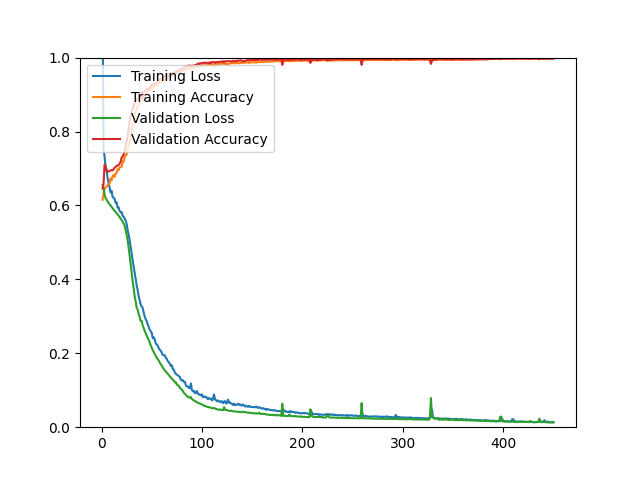 1.0
0.8
0.6
0.4
0.2
0.0
Training Loss
Training Accuracy
Validation Loss
Validation Accuracy
0 100 200 300 400